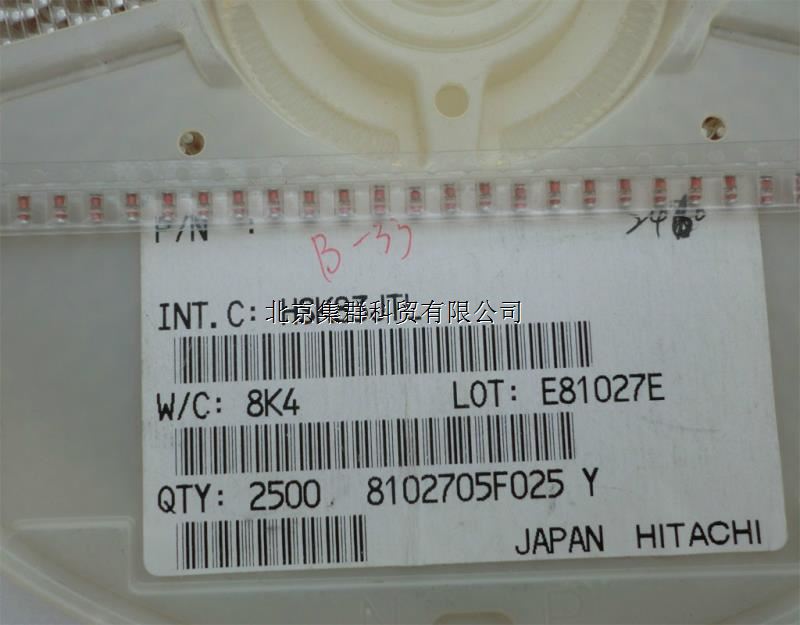 P/N :
B-33
INT. C:
北京集群科贸有限公司
W/C: 8K4 LOT: E81027E
QTY: 2500 8102705F025 Y
JAPAN HITACHI